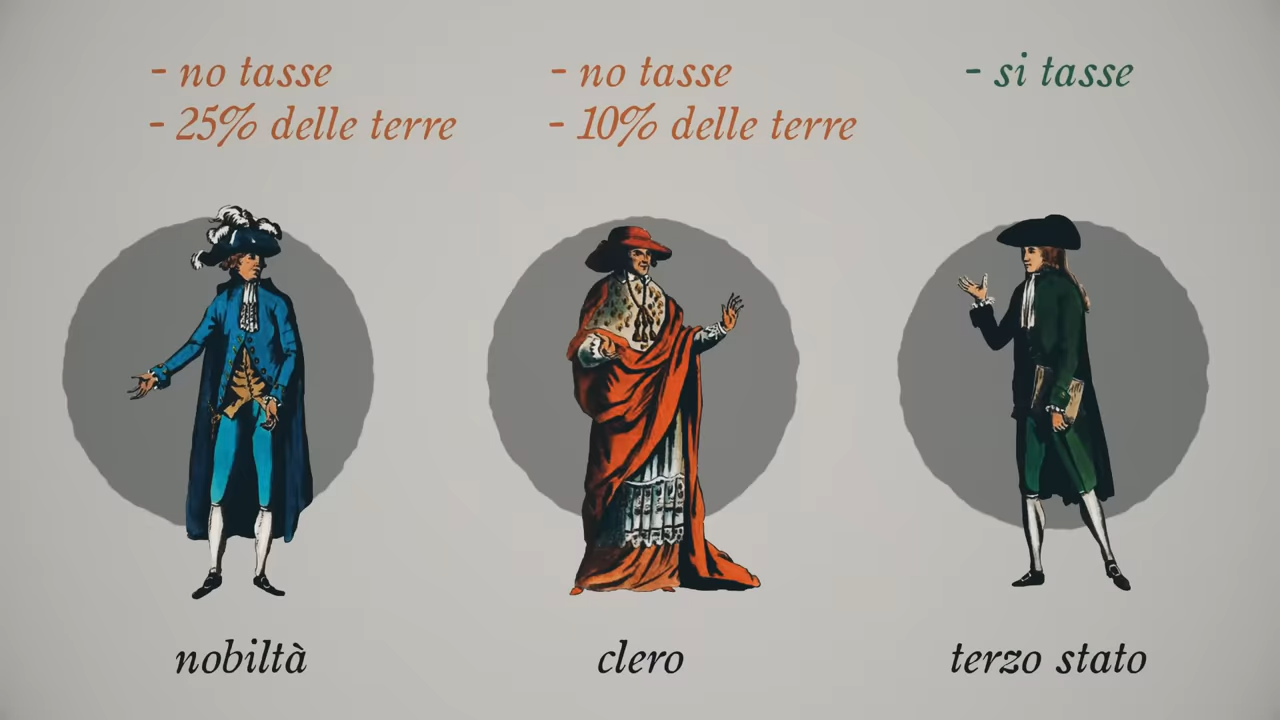 - no tasse
- 25% delle terre
- no tasse
- 10% delle terre
- si tasse
nobiltà
clero
terzo stato